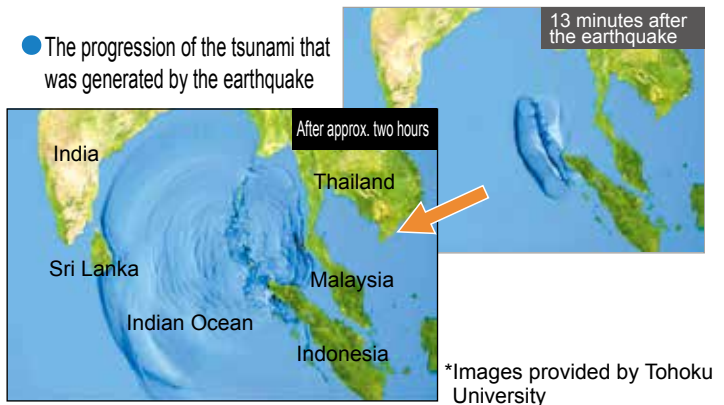 The progression of the tsunami that
was generated by the earthquake
13 minutes after
the earthquake
After approx. two hours
India
Thailand
Sri Lanka
Malaysia
Indian Ocean
Indonesia
*Images provided by Tohoku
University